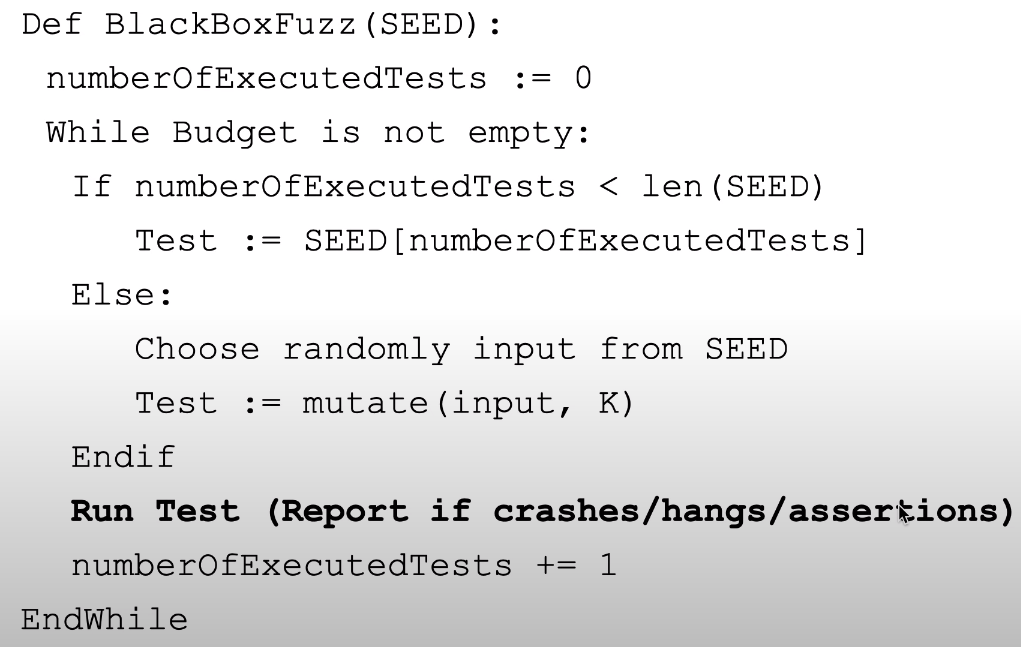 Def BlackBoxFuzz(SEED):
numberOfExecutedTests := 0
While Budget is not empty:
If numberOfExecutedTests < len(SEED)
Test := SEED[numberOfExecutedTests]
Else:
Choose randomly input from SEED
Test := mutate(input, K)
Endif
Run Test (Report if crashes/hangs/assertions)
numberOfExecutedTests += 1
EndWhile